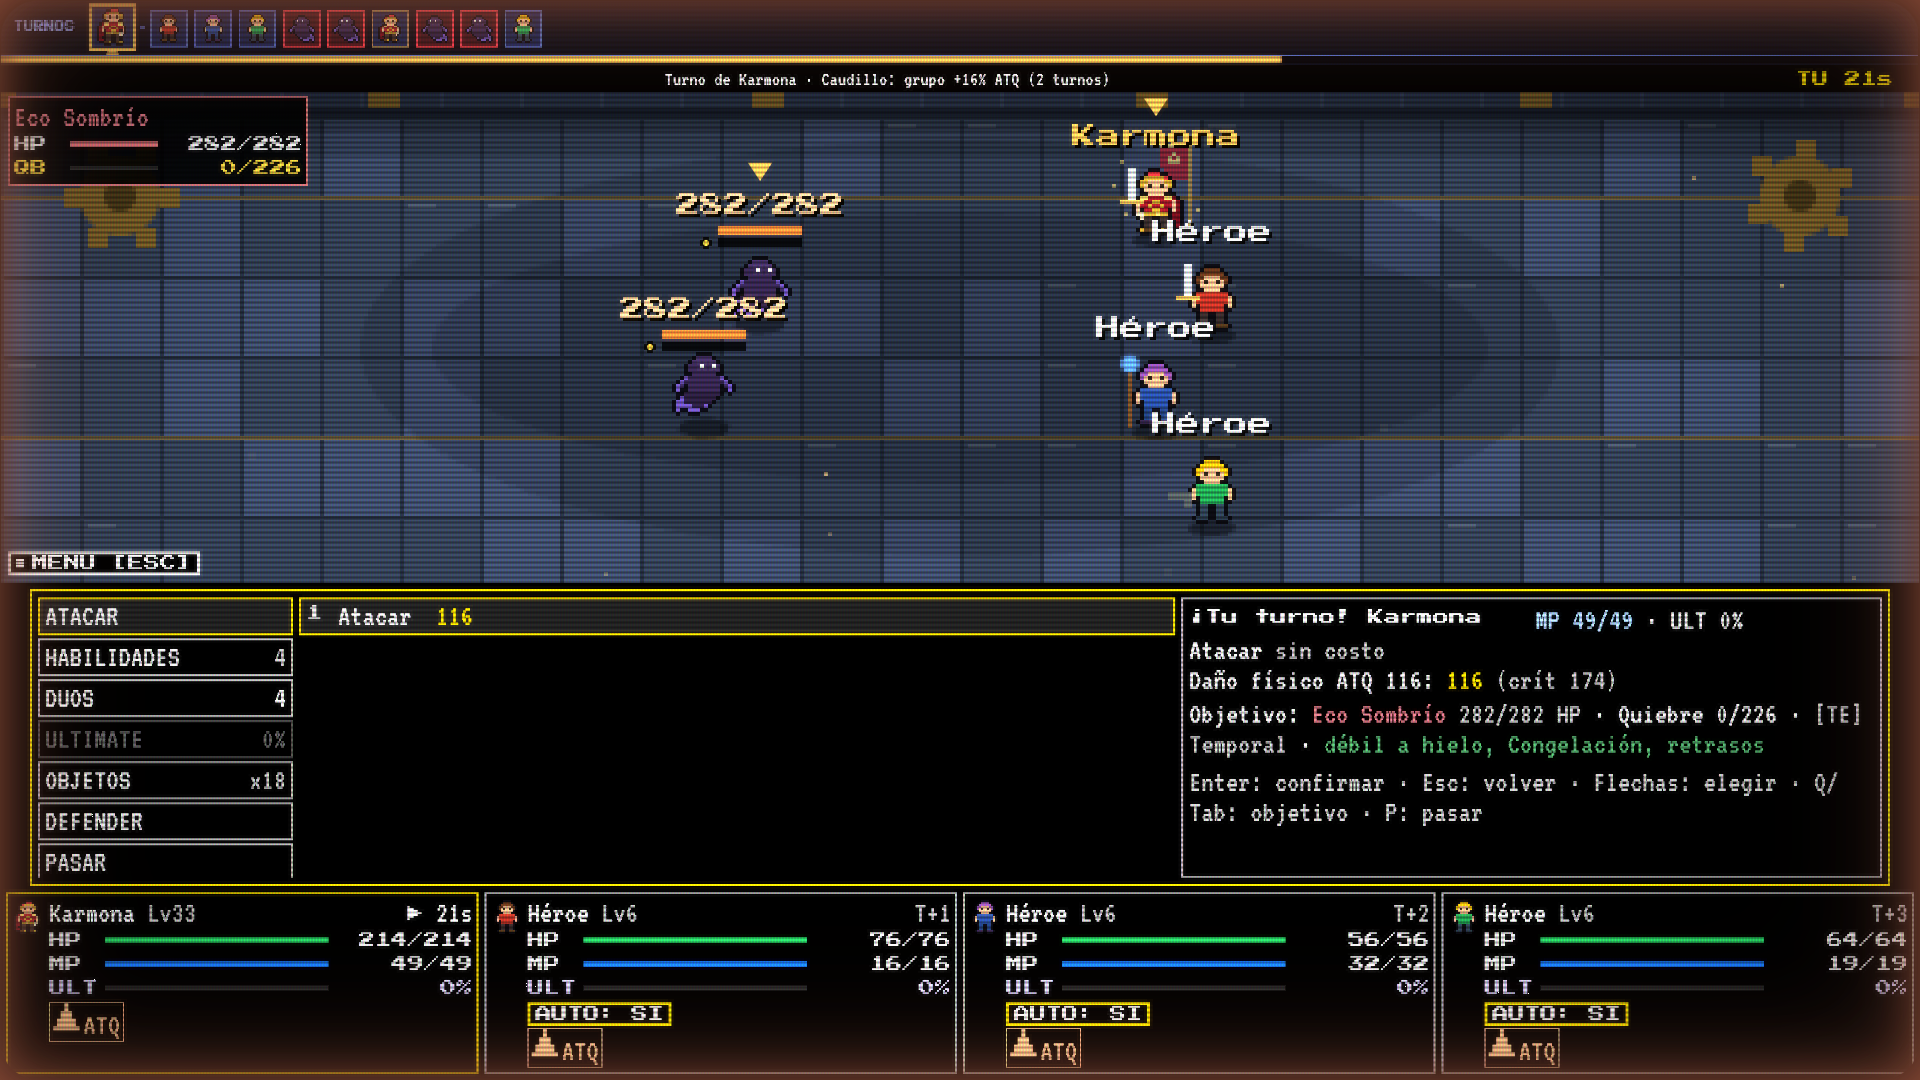 TURNOS
Turno de Karmona · Caudillo: grupo +16% ATQ (2 turnos)
TU 21s
Eco Sombrío
HP 282/282
QB 0/226
Karmona
282/282
Héroe
282/282
Héroe
Héroe
≡ MENU [ESC]
ATACAR
HABILIDADES 4
DUOS 4
ULTIMATE 0%
OBJETOS x18
DEFENDER
PASAR
i Atacar 116
¡Tu turno! Karmona MP 49/49 · ULT 0%
Atacar sin costo
Daño físico ATQ 116: 116 (crít 174)
Objetivo: Eco Sombrío 282/282 HP · Quiebre 0/226 · [TE]
Temporal · débil a hielo, Congelación, retrasos
Enter: confirmar · Esc: volver · Flechas: elegir · Q/
Tab: objetivo · P: pasar
Karmona Lv33 ► 21s
HP 214/214
MP 49/49
ULT 0%
ATQ
Héroe Lv6 T+1
HP 76/76
MP 16/16
ULT 0%
AUTO: SI
ATQ
Héroe Lv6 T+2
HP 56/56
MP 32/32
ULT 0%
AUTO: SI
ATQ
Héroe Lv6 T+3
HP 64/64
MP 19/19
ULT 0%
AUTO: SI
ATQ